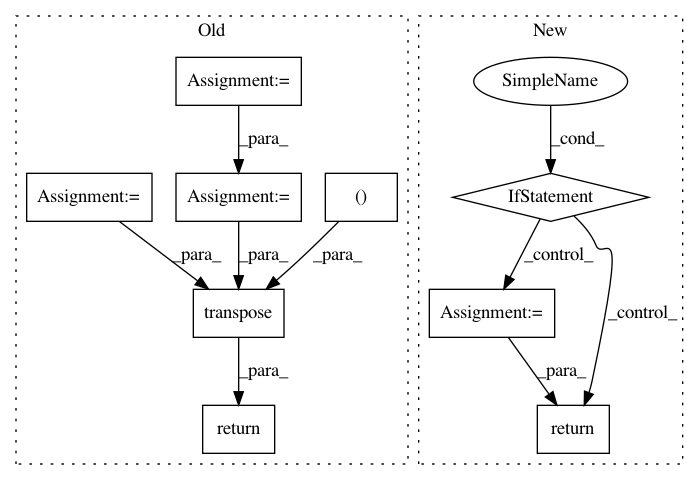 Old
New
Assignment:=
SimpleName
_para_
_cond_
Assignment:=
Assignment:=
()
IfStatement
_para_
_para_
_para_
_control_
_control_
transpose
Assignment:=
_para_
_para_
return
return